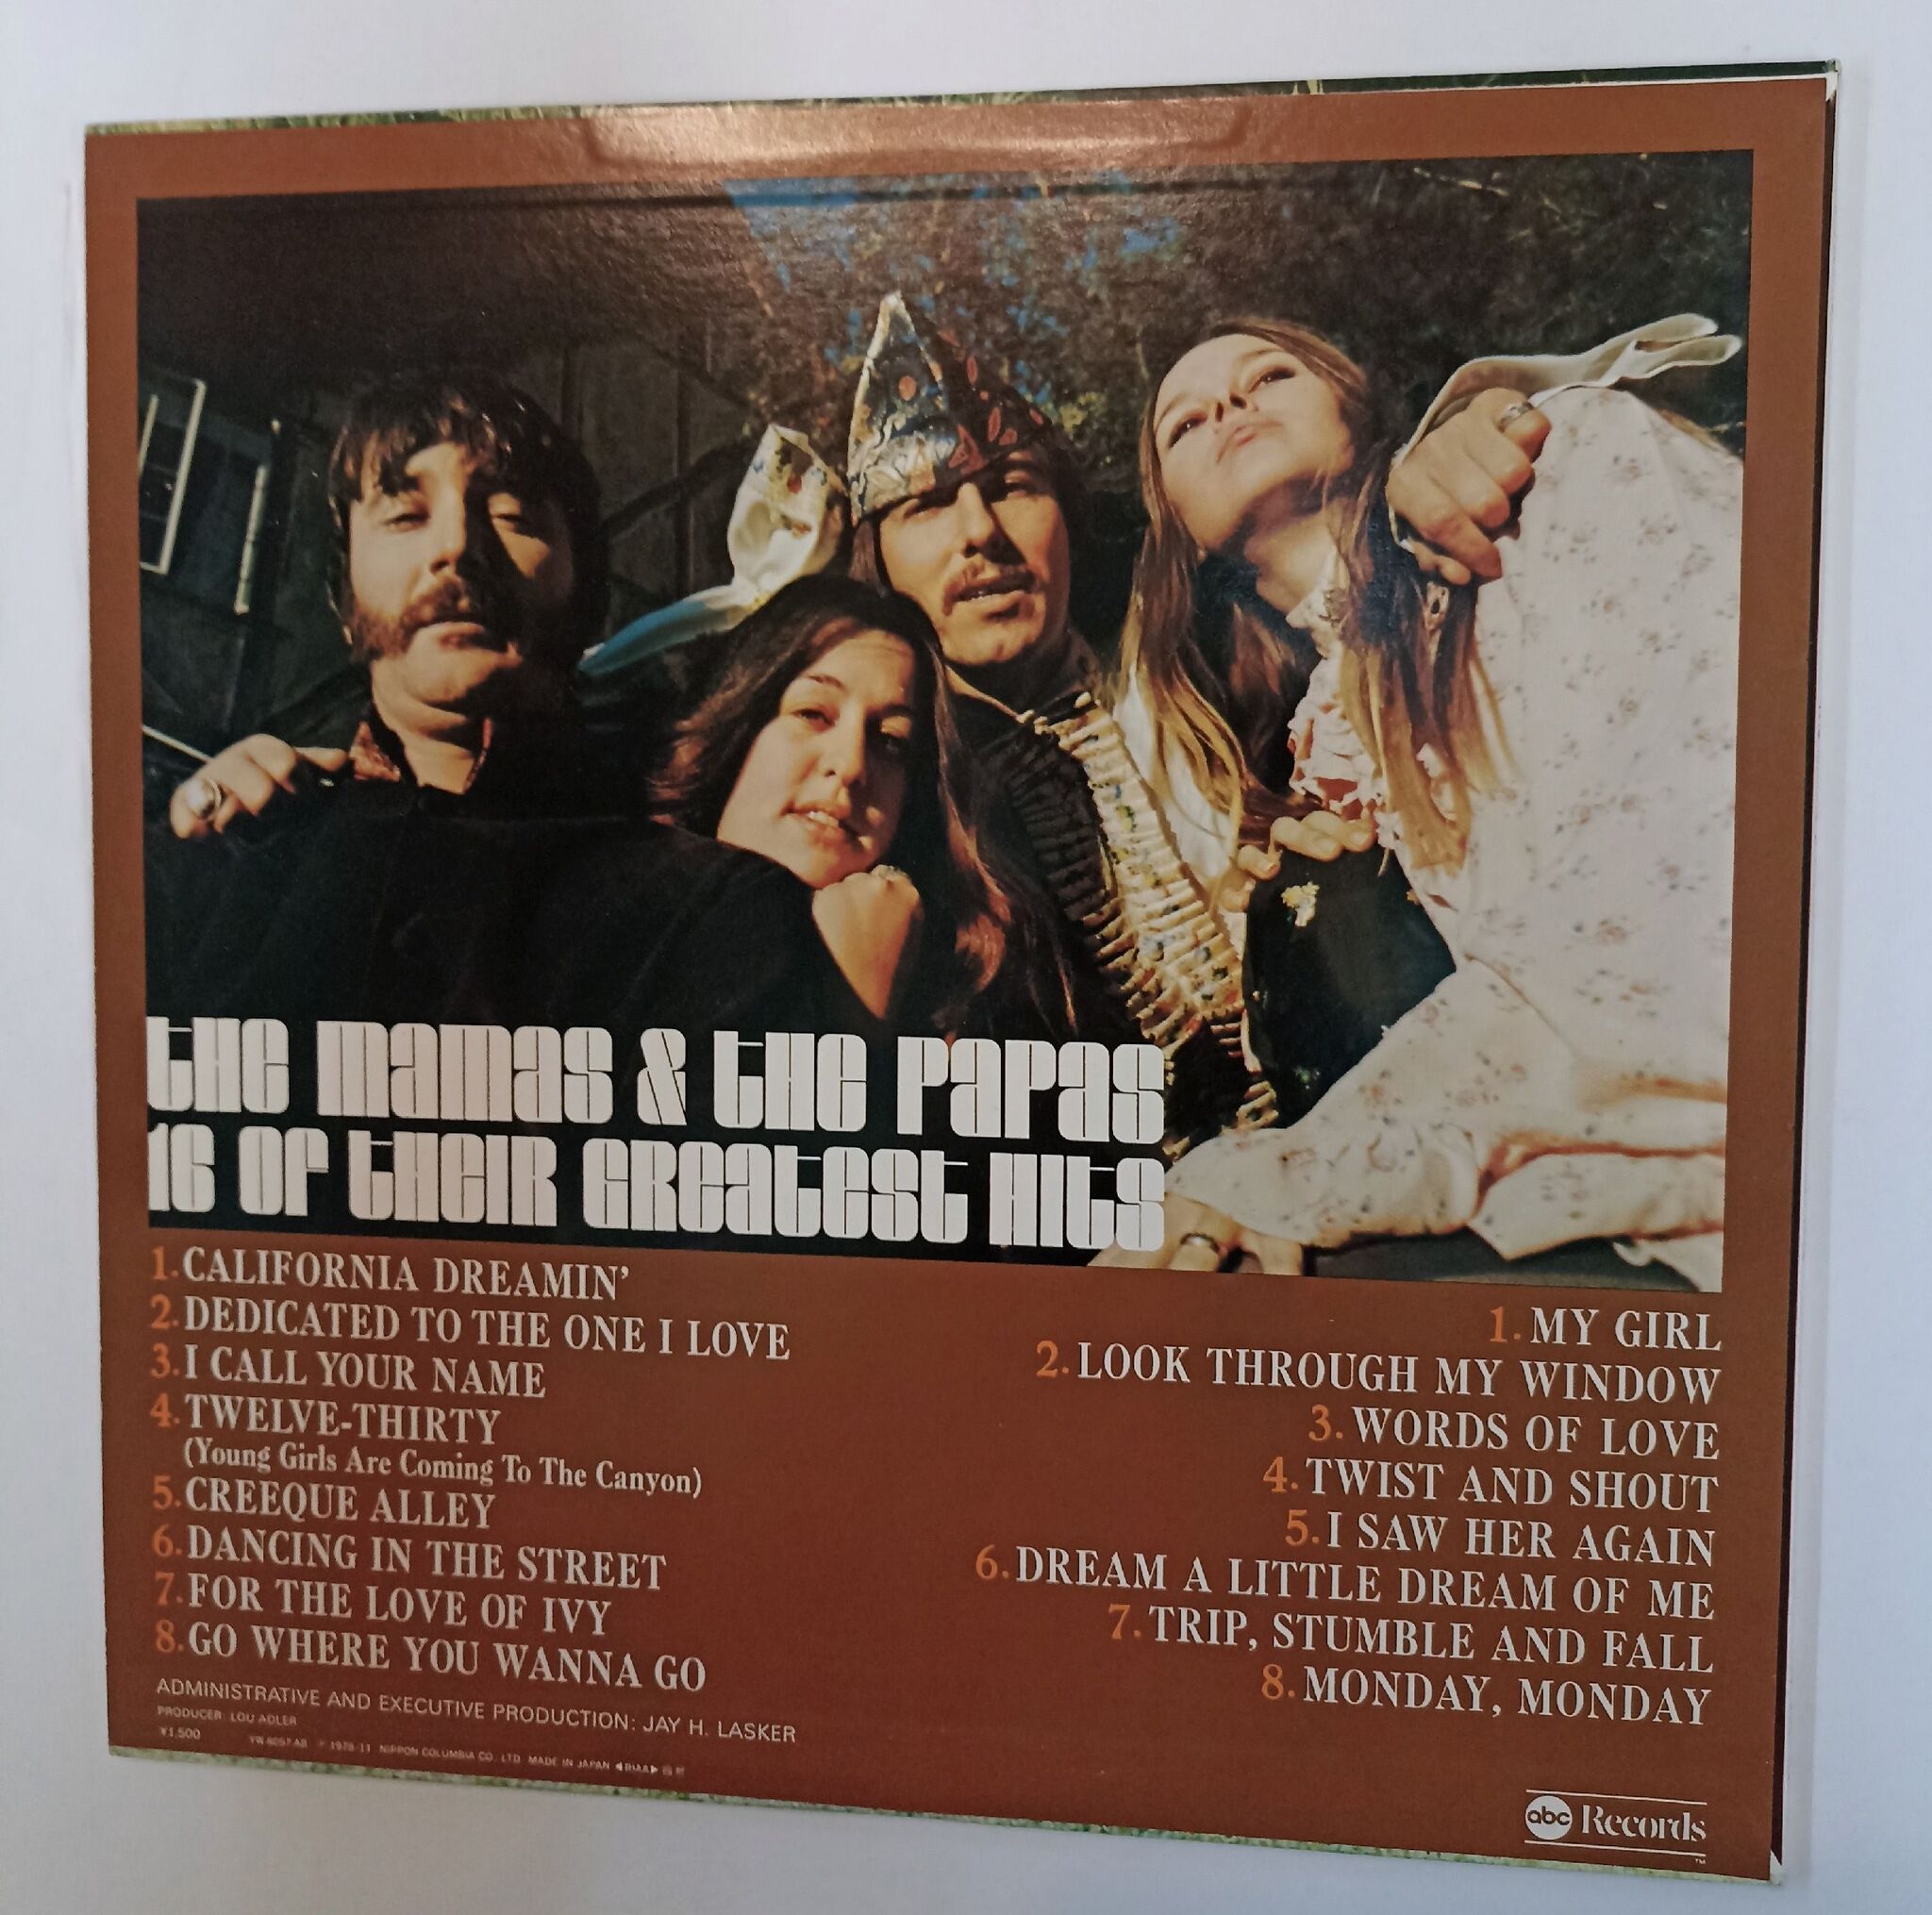 THE MAMAS & THE PAPAS
16 OF THEIR GREATEST HITS
1. CALIFORNIA DREAMIN'
2. DEDICATED TO THE ONE I LOVE
3. I CALL YOUR NAME
4. TWELVE-THIRTY
(Young Girls Are Coming To The Canyon)
5. CREEQUE ALLEY
6. DANCING IN THE STREET
7. FOR THE LOVE OF IVY
8. GO WHERE YOU WANNA GO
1. MY GIRL
2. LOOK THROUGH MY WINDOW
3. WORDS OF LOVE
4. TWIST AND SHOUT
5. I SAW HER AGAIN
6. DREAM A LITTLE DREAM OF ME
7. TRIP, STUMBLE AND FALL
8. MONDAY, MONDAY
ADMINISTRATIVE AND EXECUTIVE PRODUCTION: JAY H. LASKER
PRODUCER: LOU ADLER
¥1,500
NIPPON COLUMBIA CO., LTD. MADE IN JAPAN
abc Records
™